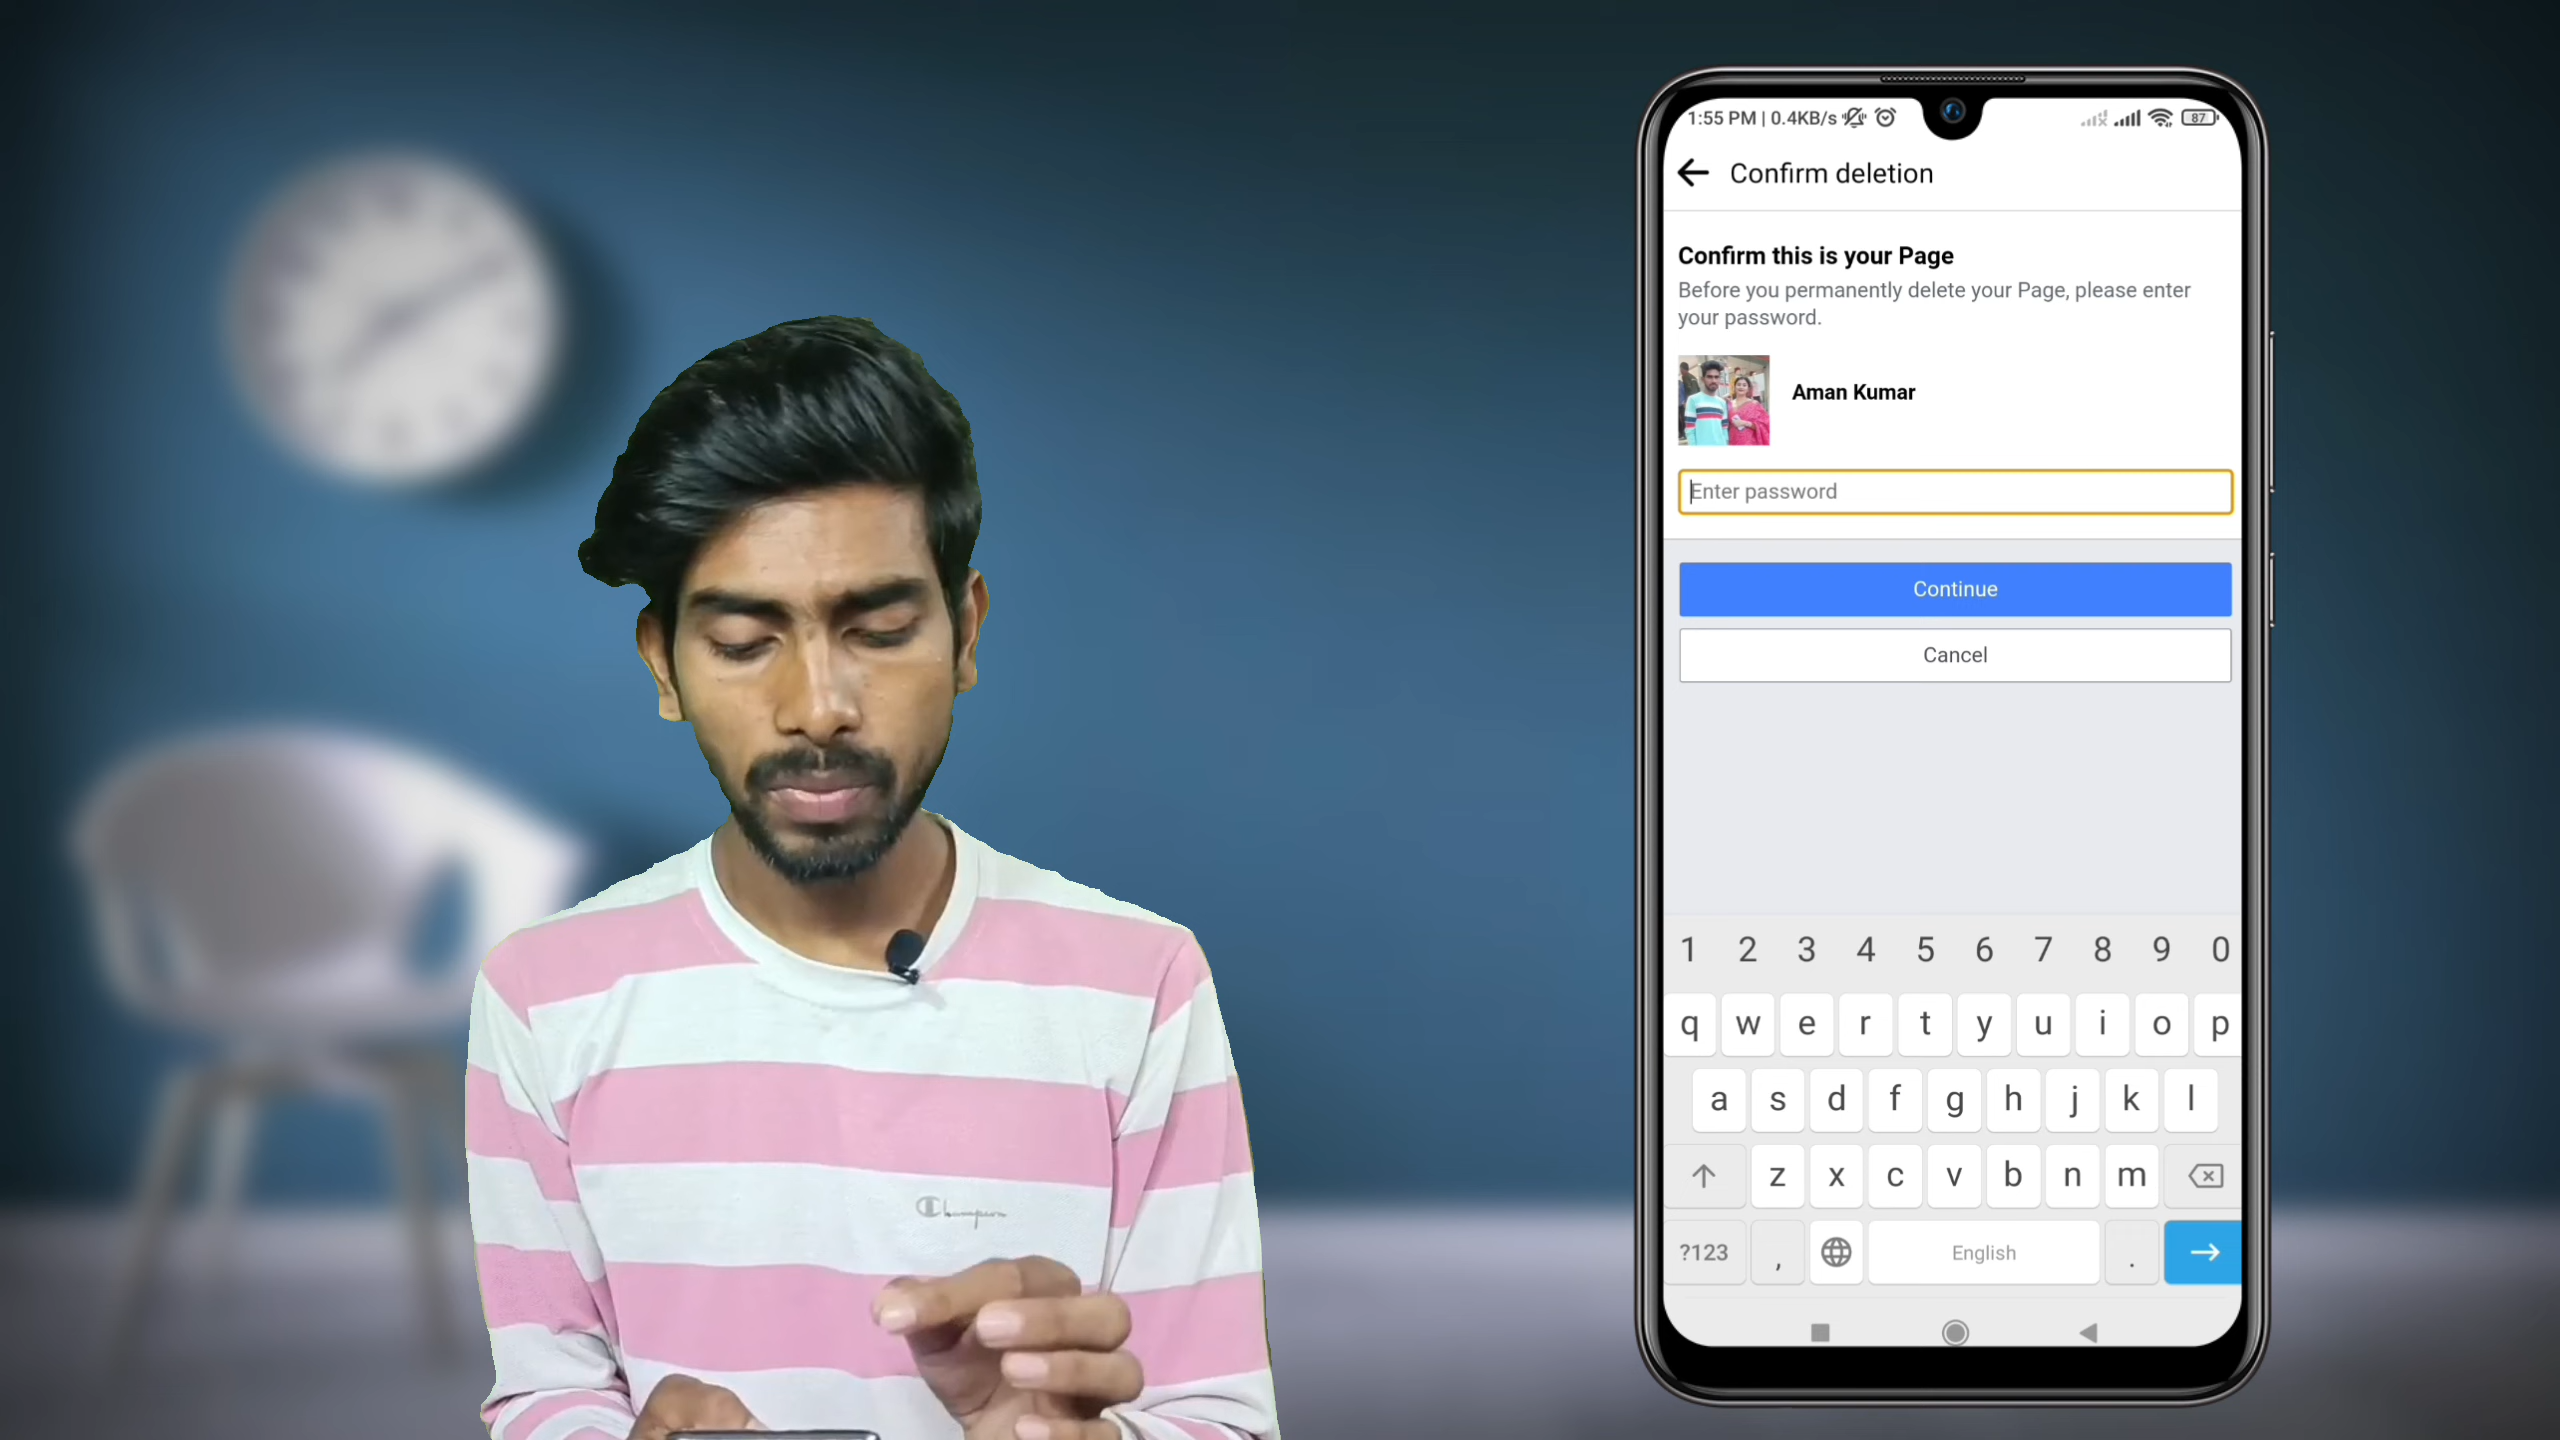 1:55 PM | 0.4KB/s
87
Confirm deletion
Confirm this is your Page
Before you permanently delete your Page, please enter
your password.
Aman Kumar
Enter password
Continue
Cancel
1 2 3 4 5 6 7 8 9 0
q w e r t y u i o p
a s d f g h j k l
z x c v b n m
?123 , English .
Champion